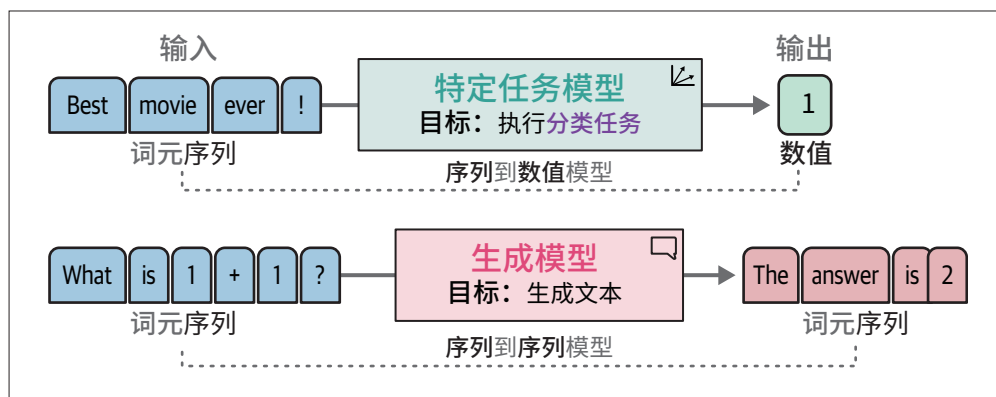 输入
输出
Best movie ever !
特定任务模型
目标：执行分类任务
1
词元序列
数值
序列到数值模型
What is 1 + 1 ?
生成模型
目标：生成文本
The answer is 2
词元序列
词元序列
序列到序列模型